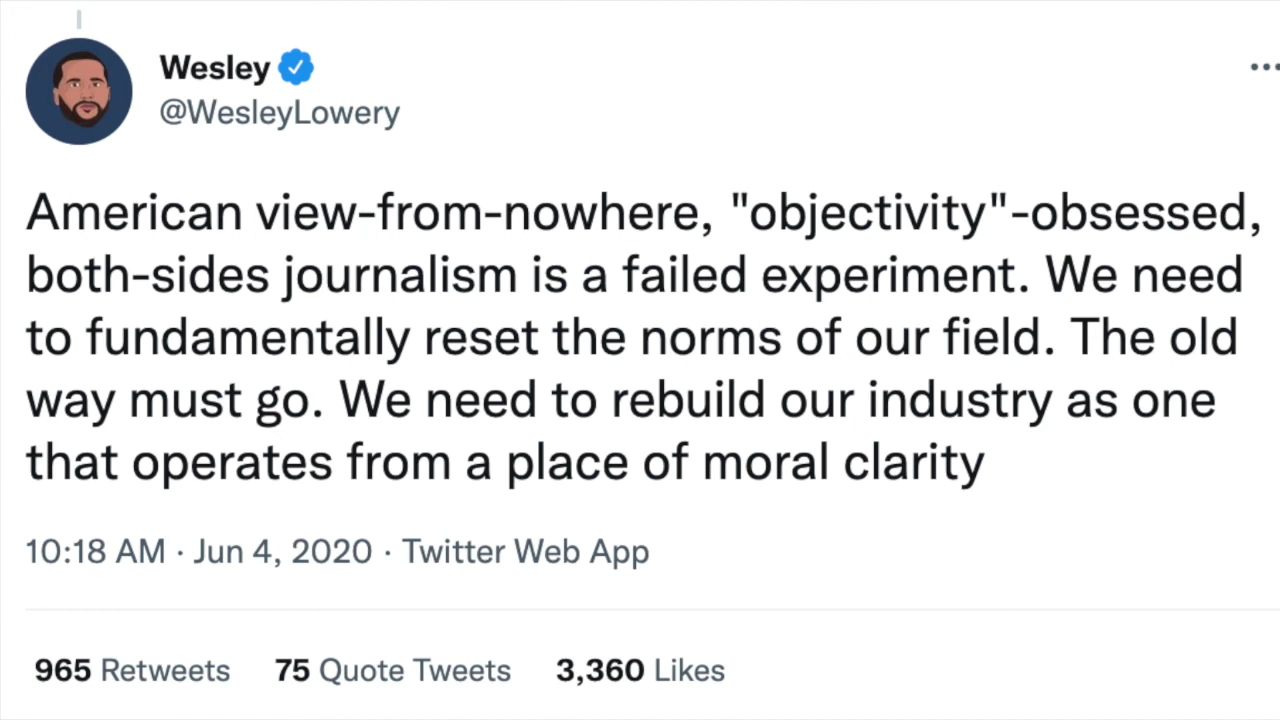 Wesley
@WesleyLowery
American view-from-nowhere, "objectivity"-obsessed,
both-sides journalism is a failed experiment. We need
to fundamentally reset the norms of our field. The old
way must go. We need to rebuild our industry as one
that operates from a place of moral clarity
10:18 AM · Jun 4, 2020 · Twitter Web App
965 Retweets 75 Quote Tweets 3,360 Likes